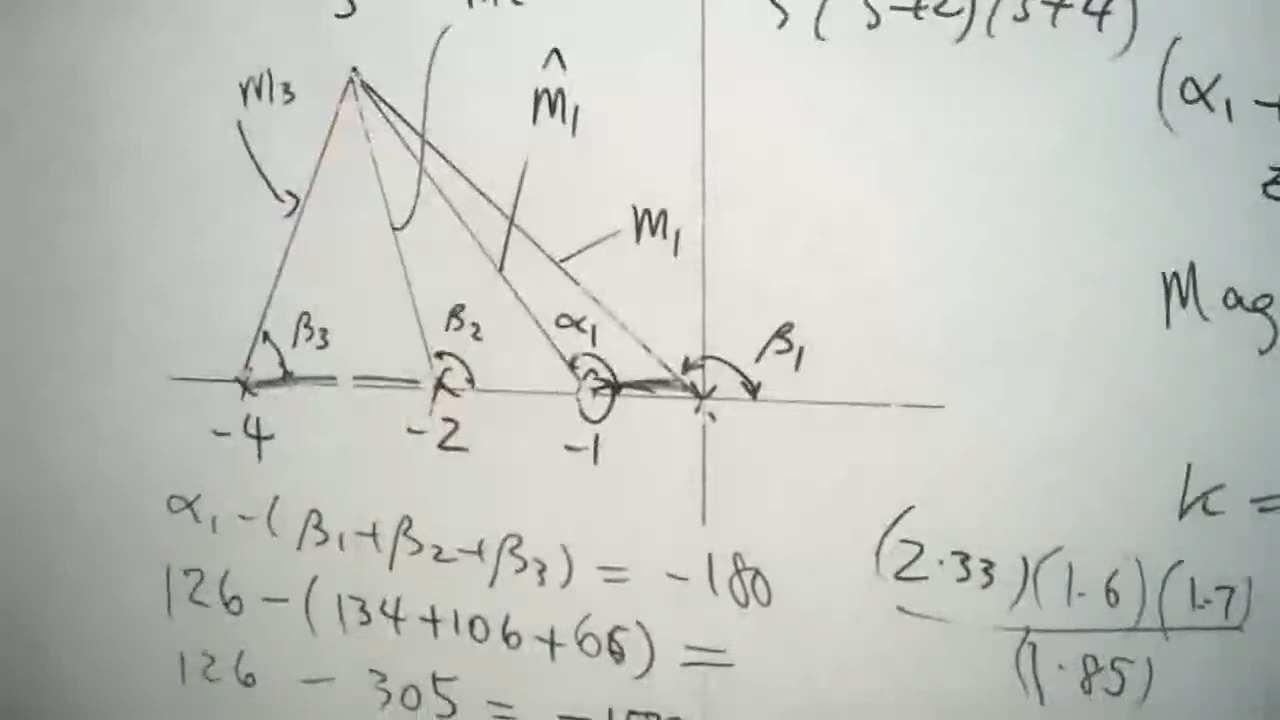 s(s+2)(s+4)
(α₁ +
m₃
m̂₁
m₁
Mag
β₃
β₂
α₁
β₁
-4
-2
-1
k =
α₁ - (β₁+β₂+β₃) = -180
(2.33)(1.6)(1.7)
(1.85)
126 - (134+106+66) =
126 - 305 =